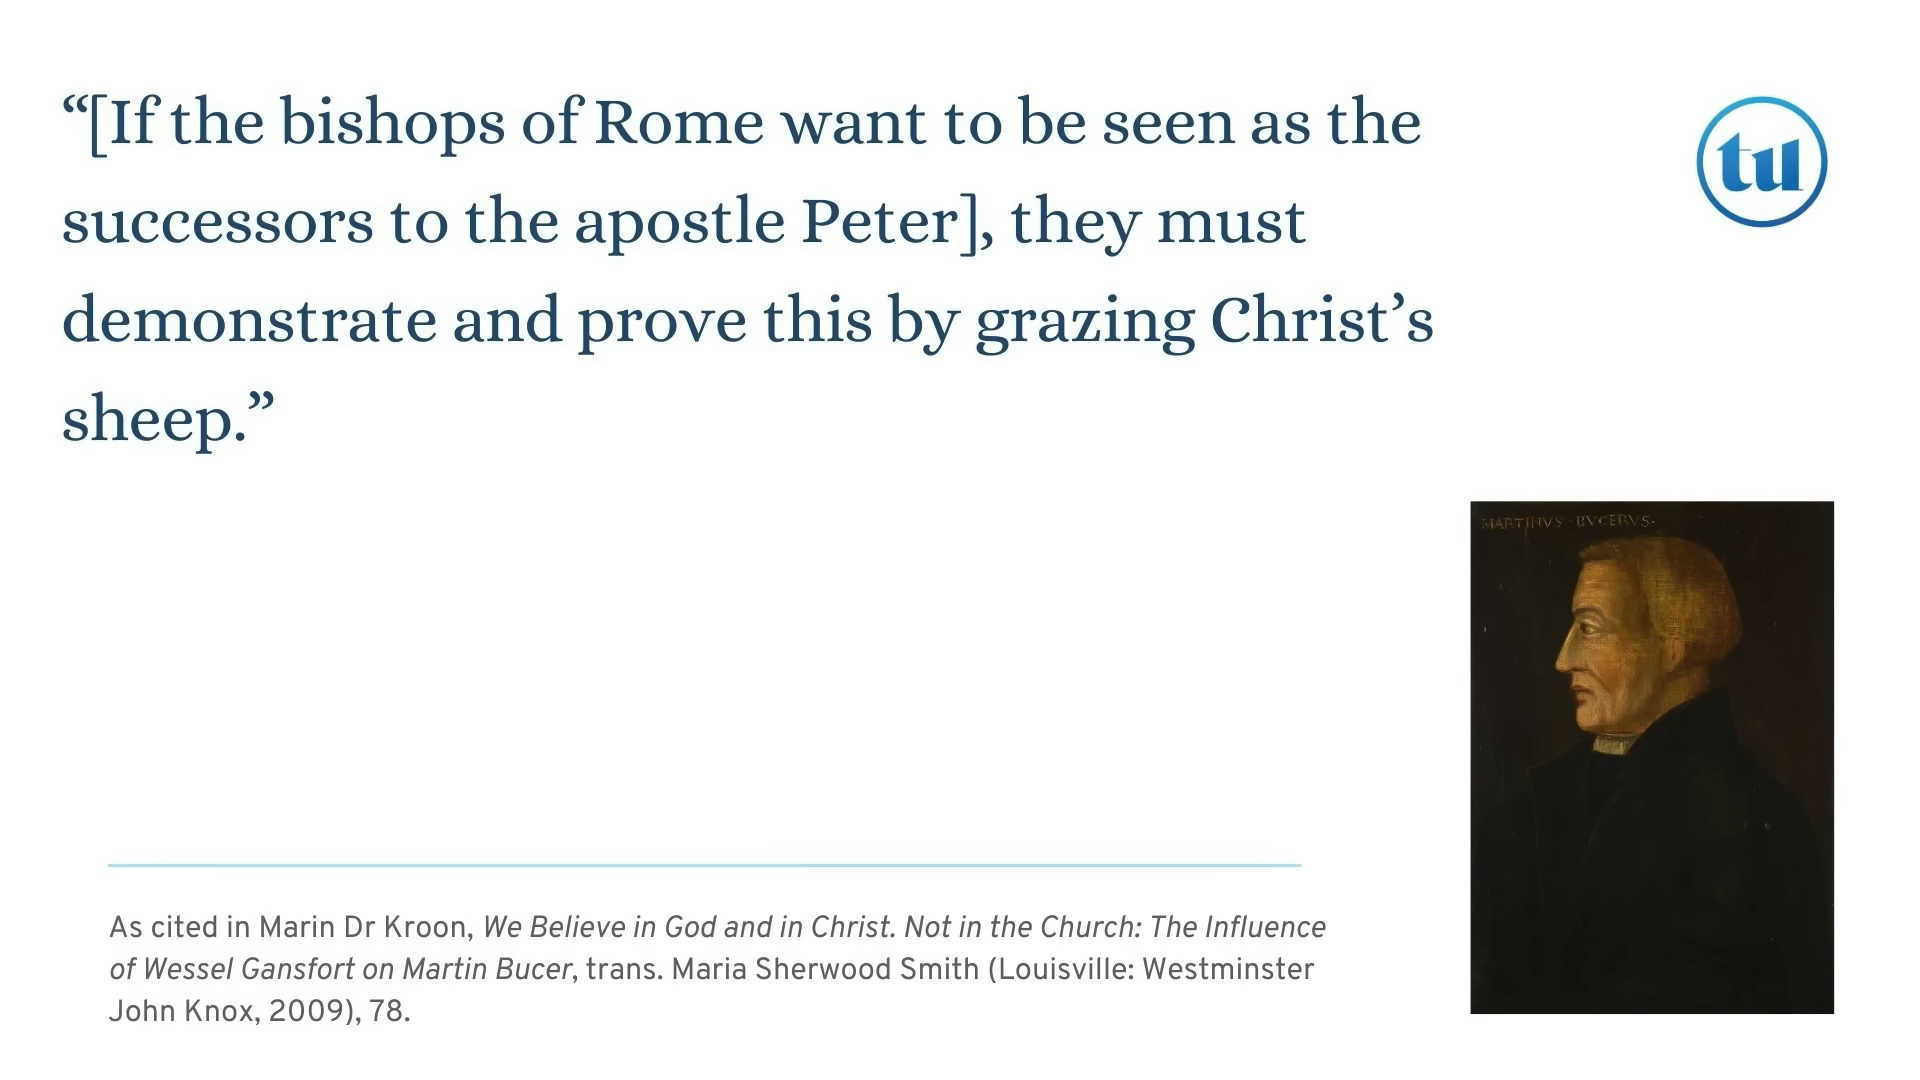 “[If the bishops of Rome want to be seen as the
successors to the apostle Peter], they must
demonstrate and prove this by grazing Christ’s
sheep.”
tu
MARTINVS · BVCERVS·
As cited in Marin Dr Kroon, We Believe in God and in Christ. Not in the Church: The Influence
of Wessel Gansfort on Martin Bucer, trans. Maria Sherwood Smith (Louisville: Westminster
John Knox, 2009), 78.